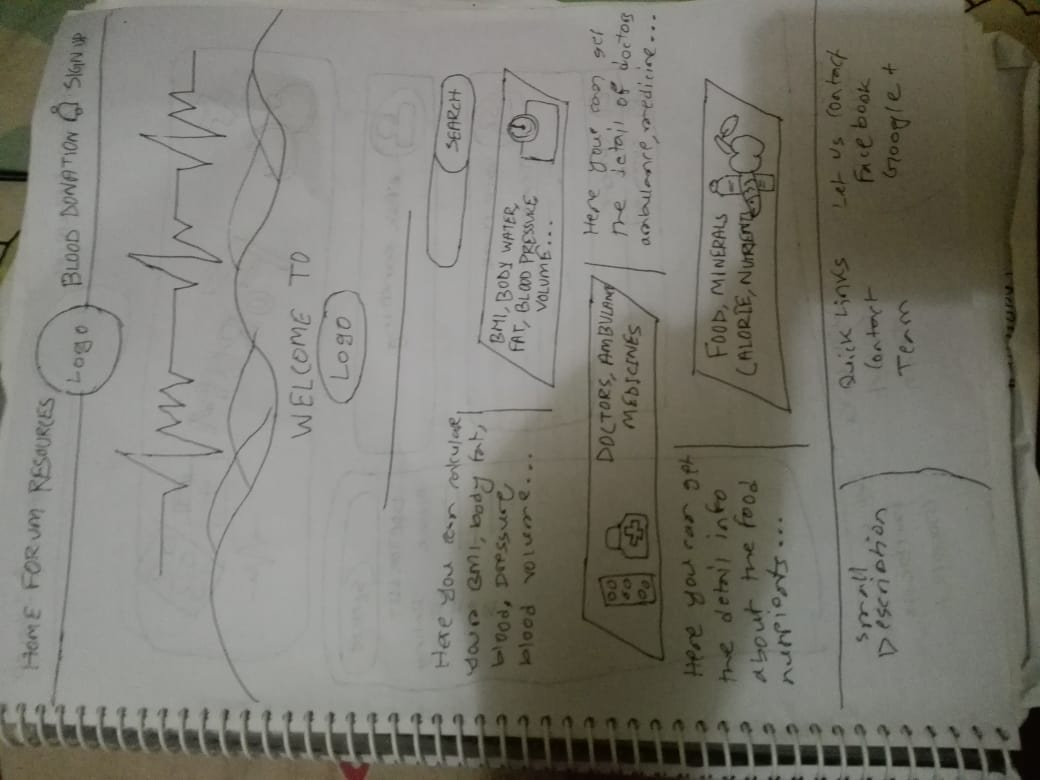 HOME FORUM RESOURCES
Logo
BLOOD DONATION
SIGN UP
WELCOME TO
LOGO
SEARCH
Here you can calculate
your BMI, body fat,
blood, pressure
blood volume...
BMI, BODY WATER,
FAT, BLOOD PRESSURE
VOLUME...
DOCTORS, AMBULANC
MEDICINES
Here your can get
the detail of doctors
ambulance, medicine...
Here you can get
the detail info
about the food
FOOD, MINERALS
CALORIE, NUTRIENTS
small
Description
Quick Links
Contact
Team
Let us contact
Facebook
Google +